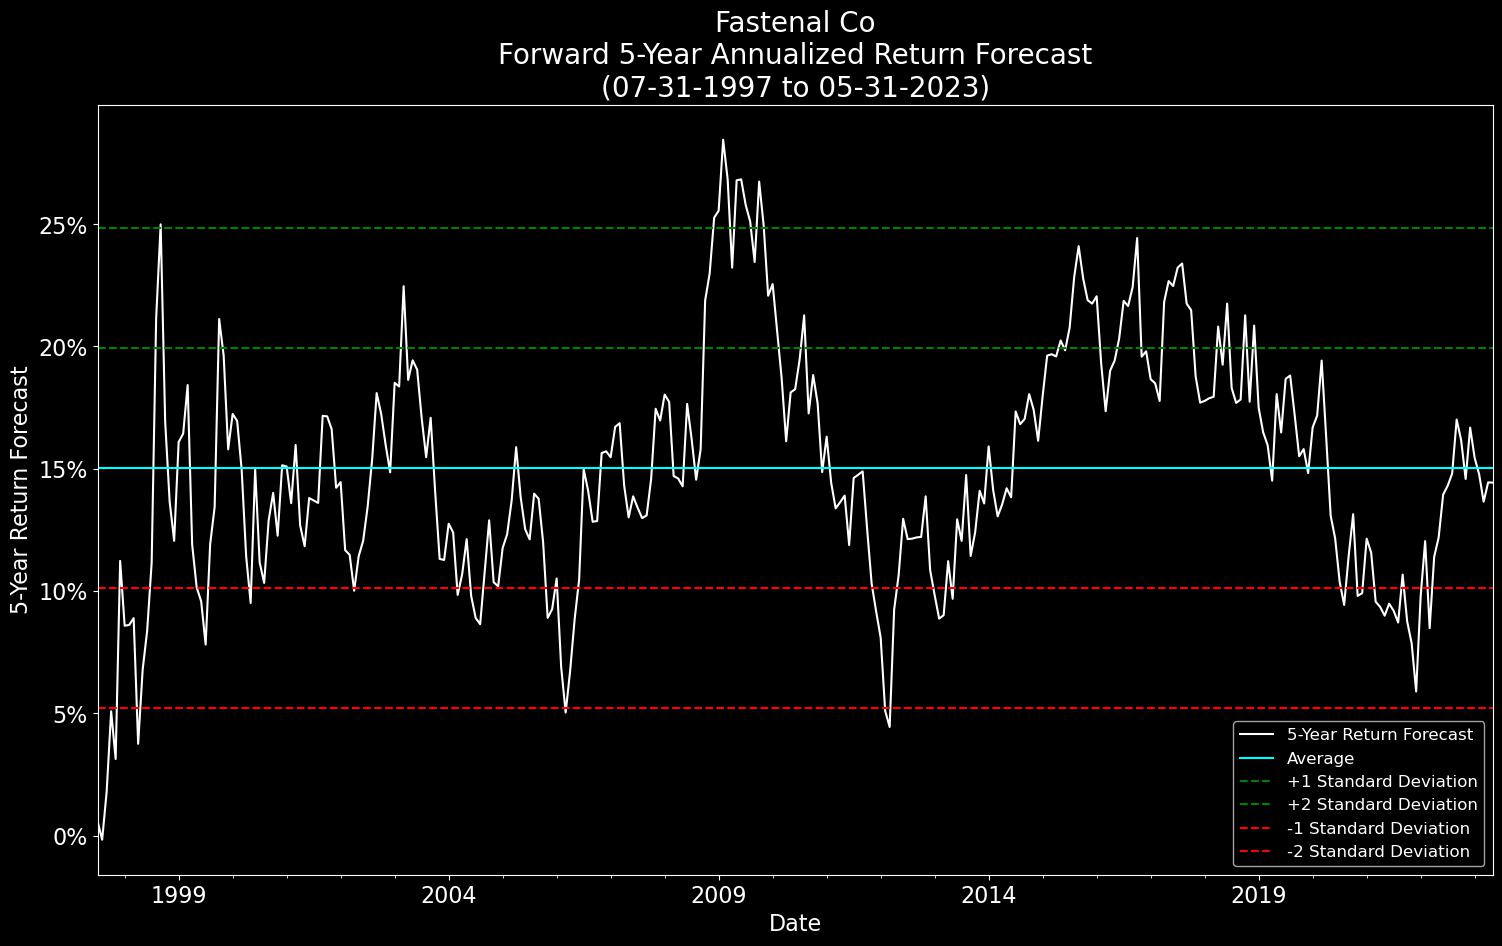 Fastenal Co
Forward 5-Year Annualized Return Forecast
(07-31-1997 to 05-31-2023)
5-Year Return Forecast
25%
20%
15%
10%
5%
0%
5-Year Return Forecast
Average
+1 Standard Deviation
+2 Standard Deviation
-1 Standard Deviation
-2 Standard Deviation
1999 2004 2009 2014 2019
Date